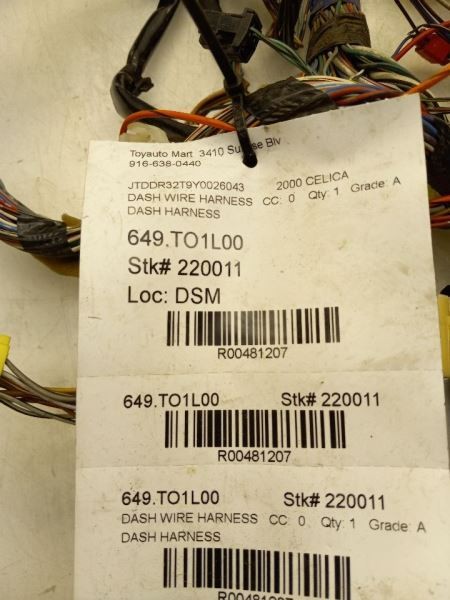 Toyauto Mart 3410 Sunrise Blv
916-638-0440
JTDDR32T9Y0026043 2000 CELICA
DASH WIRE HARNESS CC: 0 Qty: 1 Grade: A
DASH HARNESS
649.TO1L00
Stk# 220011
Loc: DSM
R00481207
649.TO1L00 Stk# 220011
R00481207
649.TO1L00 Stk# 220011
DASH WIRE HARNESS CC: 0 Qty: 1 Grade: A
DASH HARNESS
R00481207